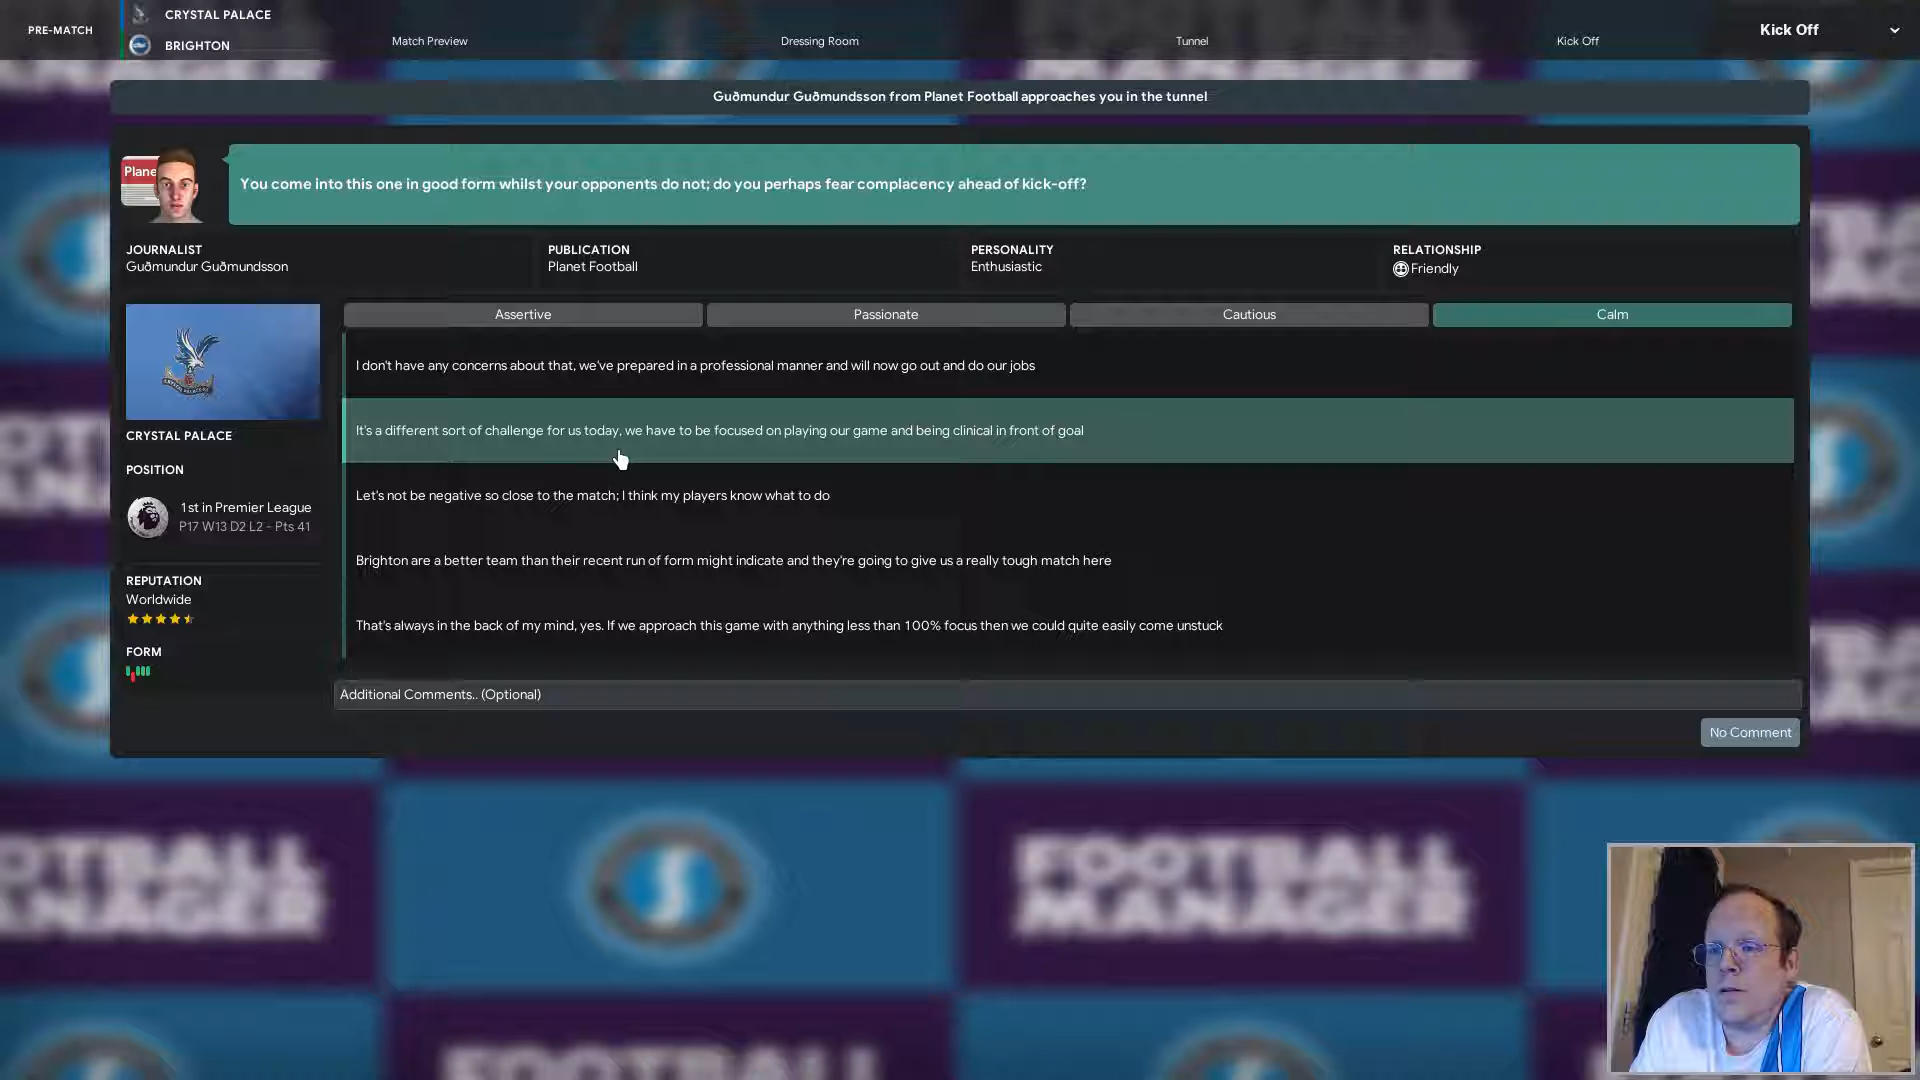 PRE-MATCH
CRYSTAL PALACE
BRIGHTON
Match Preview
Dressing Room
Tunnel
Kick Off
Kick Off
Guðmundur Guðmundsson from Planet Football approaches you in the tunnel
Plane
You come into this one in good form whilst your opponents do not; do you perhaps fear complacency ahead of kick-off?
JOURNALIST
Guðmundur Guðmundsson
PUBLICATION
Planet Football
PERSONALITY
Enthusiastic
RELATIONSHIP
Friendly
Assertive
Passionate
Cautious
Calm
I don't have any concerns about that, we've prepared in a professional manner and will now go out and do our jobs
It's a different sort of challenge for us today, we have to be focused on playing our game and being clinical in front of goal
Let's not be negative so close to the match; I think my players know what to do
Brighton are a better team than their recent run of form might indicate and they're going to give us a really tough match here
That's always in the back of my mind, yes. If we approach this game with anything less than 100% focus then we could quite easily come unstuck
CRYSTAL PALACE
POSITION
1st in Premier League
P17 W13 D2 L2 - Pts 41
REPUTATION
Worldwide
FORM
Additional Comments.. (Optional)
No Comment
FOOTBALL
MANAGER